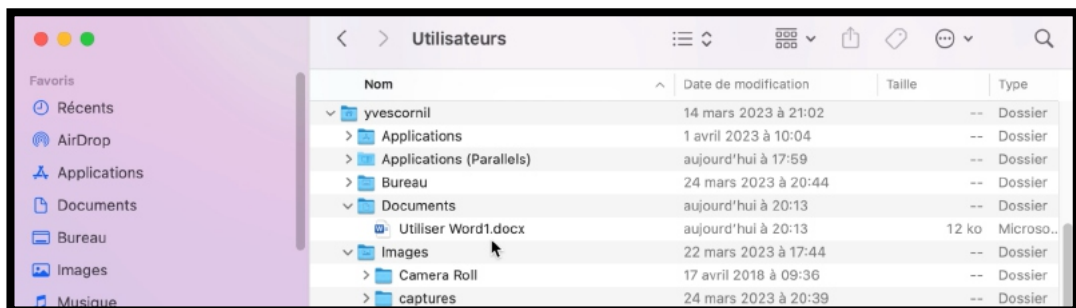 Utilisateurs
Favoris
Récents
AirDrop
Applications
Documents
Bureau
Images
Musique
Nom Date de modification Taille Type
yvescornil 14 mars 2023 à 21:02 -- Dossier
Applications 1 avril 2023 à 10:04 -- Dossier
Applications (Parallels) aujourd'hui à 17:59 -- Dossier
Bureau 24 mars 2023 à 20:44 -- Dossier
Documents aujourd'hui à 20:13 -- Dossier
Utiliser Word1.docx aujourd'hui à 20:13 12 ko Microso..
Images 22 mars 2023 à 17:44 -- Dossier
Camera Roll 17 avril 2018 à 09:36 -- Dossier
captures 24 mars 2023 à 20:39 -- Dossier